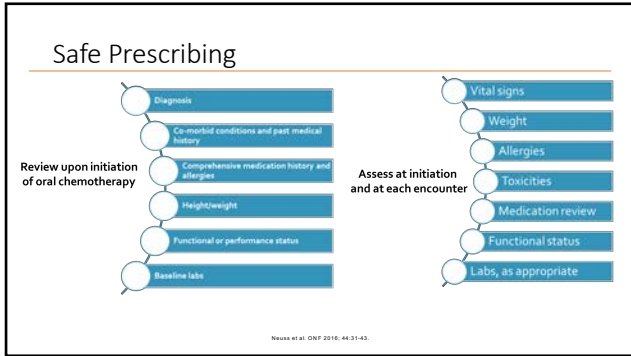 Safe Prescribing
Review upon initiation
of oral chemotherapy
Diagnosis
Co-morbid conditions and past medical
history
Comprehensive medication history and
allergies
Height/weight
Functional or performance status
Baseline labs
Assess at initiation
and at each encounter
Vital signs
Weight
Allergies
Toxicities
Medication review
Functional status
Labs, as appropriate
Neuss et al. ONF 2016; 44:31-43.